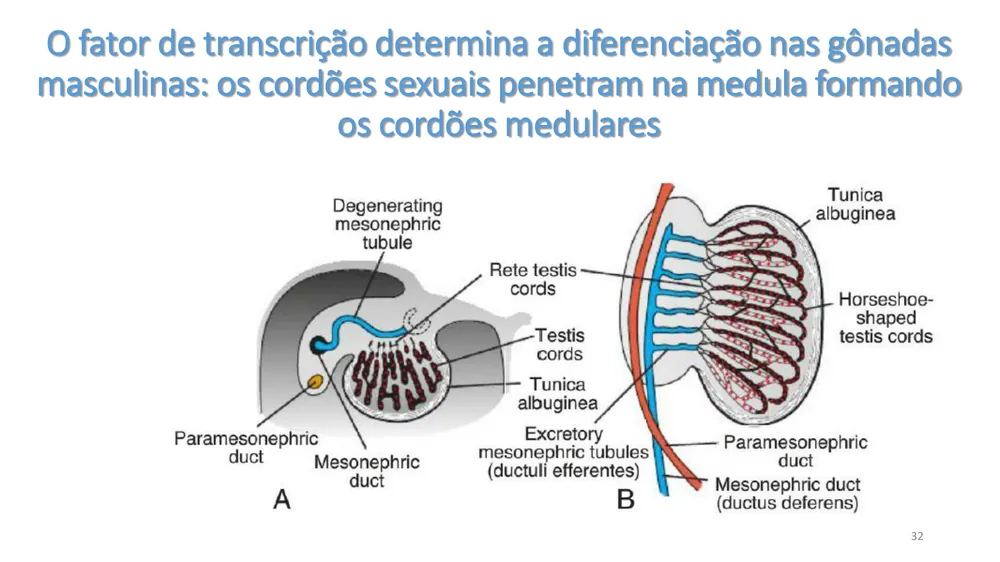 O fator de transcrição determina a diferenciação nas gônadas
masculinas: os cordões sexuais penetram na medula formando
os cordões medulares
Degenerating
mesonephric
tubule
Rete testis
cords
Testis
cords
Tunica
albuginea
Paramesonephric
duct
Mesonephric
duct
Excretory
mesonephric tubules
(ductuli efferentes)
A
Tunica
albuginea
Horseshoe-
shaped
testis cords
Paramesonephric
duct
Mesonephric duct
(ductus deferens)
B
32